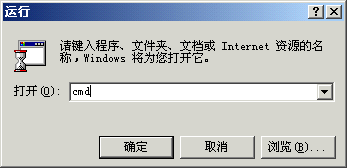 运行
请键入程序、文件夹、文档或 Internet 资源的名
称，Windows 将为您打开它。
打开(O): cmd
确定 取消 浏览(B)...